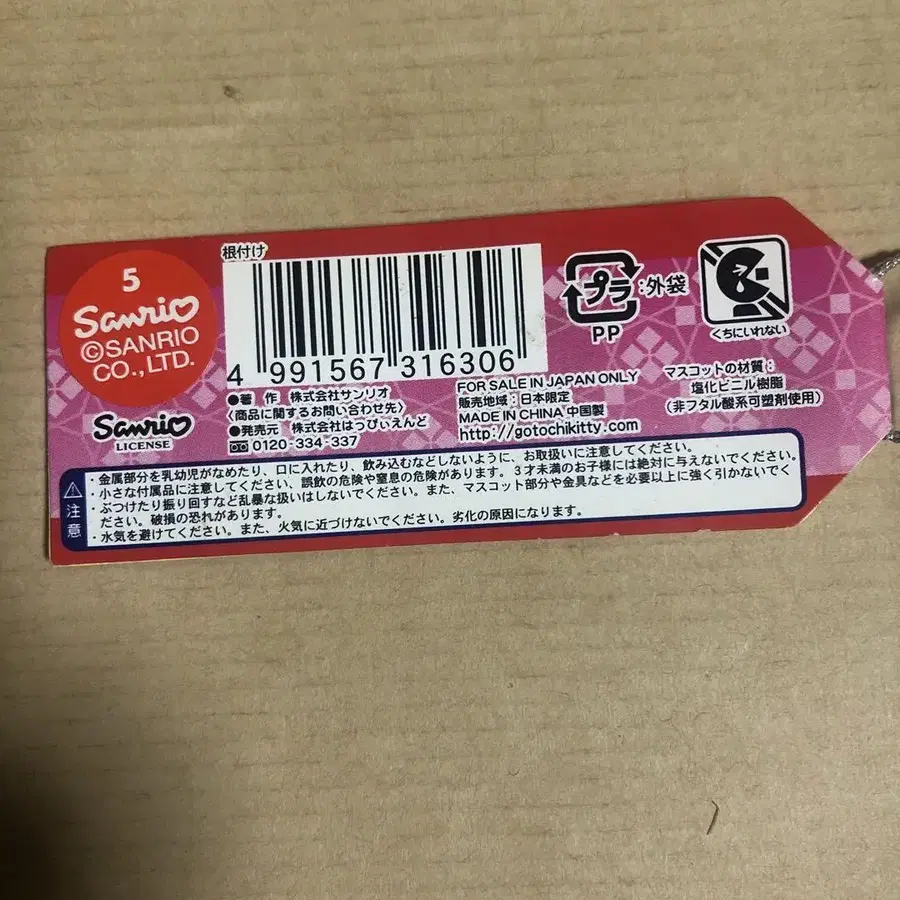 5
Sanrio
©SANRIO
CO.,LTD.
Sanrio
LICENSE
根付け
4 991567 316306
●著　作　株式会社サンリオ
〈商品に関するお問い合わせ先〉
●発売元　株式会社はっぴぃえんど
0120-334-337
FOR SALE IN JAPAN ONLY
販売地域：日本限定
MADE IN CHINA 中国製
http://gotochikitty.com
プラ：外袋
PP
くちにいれない
マスコットの材質：
塩化ビニル樹脂
（非フタル酸系可塑剤使用）
注意
・金属部分を乳幼児がなめたり、口に入れたり、飲み込むなどしないように、お取扱いに注意してください。
・小さな付属品に注意してください、誤飲の危険や窒息の危険があります。３才未満のお子様には絶対に与えないでください。
・ぶつけたり振り回すなど乱暴な扱いはしないでください。また、マスコット部分や金具などを必要以上に強く引かないでく
ださい。破損の恐れがあります。
・水気を避けてください。また、火気に近づけないでください。劣化の原因になります。